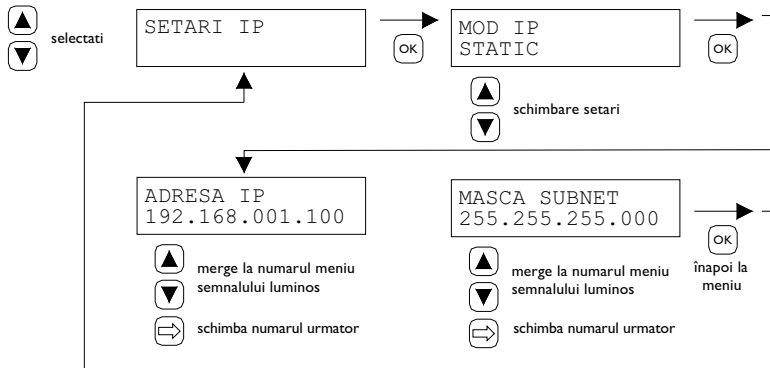 selectati
SETARI IP
OK
MOD IP
STATIC
OK
schimbare setari
ADRESA IP
192.168.001.100
merge la numarul meniu
semnalului luminos
schimba numarul urmator
MASCA SUBNET
255.255.255.000
merge la numarul meniu
semnalului luminos
schimba numarul urmator
OK
înapoi la
meniu